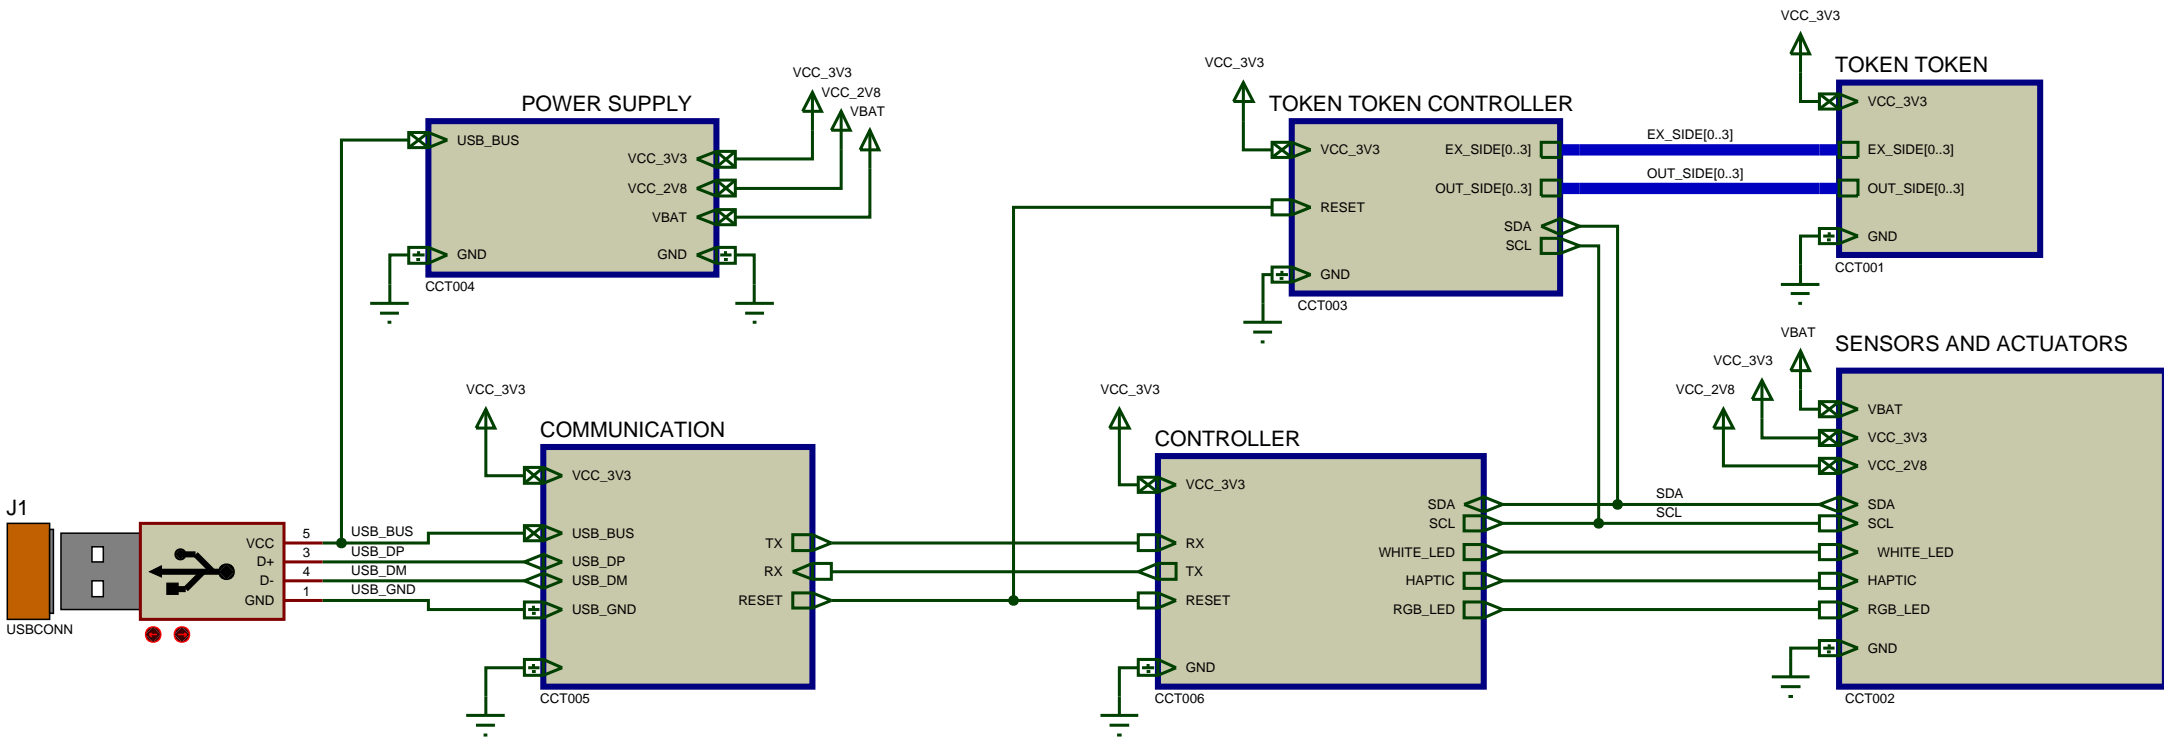 J1
USBCONN
VCC
D+
D-
GND
5
3
4
1
USB_BUS
USB_DP
USB_DM
USB_GND
VCC_3V3
VCC_2V8
VBAT
POWER SUPPLY
USB_BUS
VCC_3V3
VCC_2V8
VBAT
GND
GND
CCT004
VCC_3V3
COMMUNICATION
VCC_3V3
USB_BUS
USB_DP
USB_DM
USB_GND
TX
RX
RESET
CCT005
VCC_3V3
CONTROLLER
VCC_3V3
RX
TX
RESET
GND
SDA
SCL
WHITE_LED
HAPTIC
RGB_LED
CCT006
VCC_3V3
TOKEN TOKEN CONTROLLER
VCC_3V3
RESET
GND
EX_SIDE[0..3]
OUT_SIDE[0..3]
SDA
SCL
CCT003
EX_SIDE[0..3]
OUT_SIDE[0..3]
VCC_3V3
TOKEN TOKEN
VCC_3V3
EX_SIDE[0..3]
OUT_SIDE[0..3]
GND
CCT001
VBAT
VCC_3V3
VCC_2V8
SENSORS AND ACTUATORS
SDA
SCL
VBAT
VCC_3V3
VCC_2V8
SDA
SCL
WHITE_LED
HAPTIC
RGB_LED
GND
CCT002